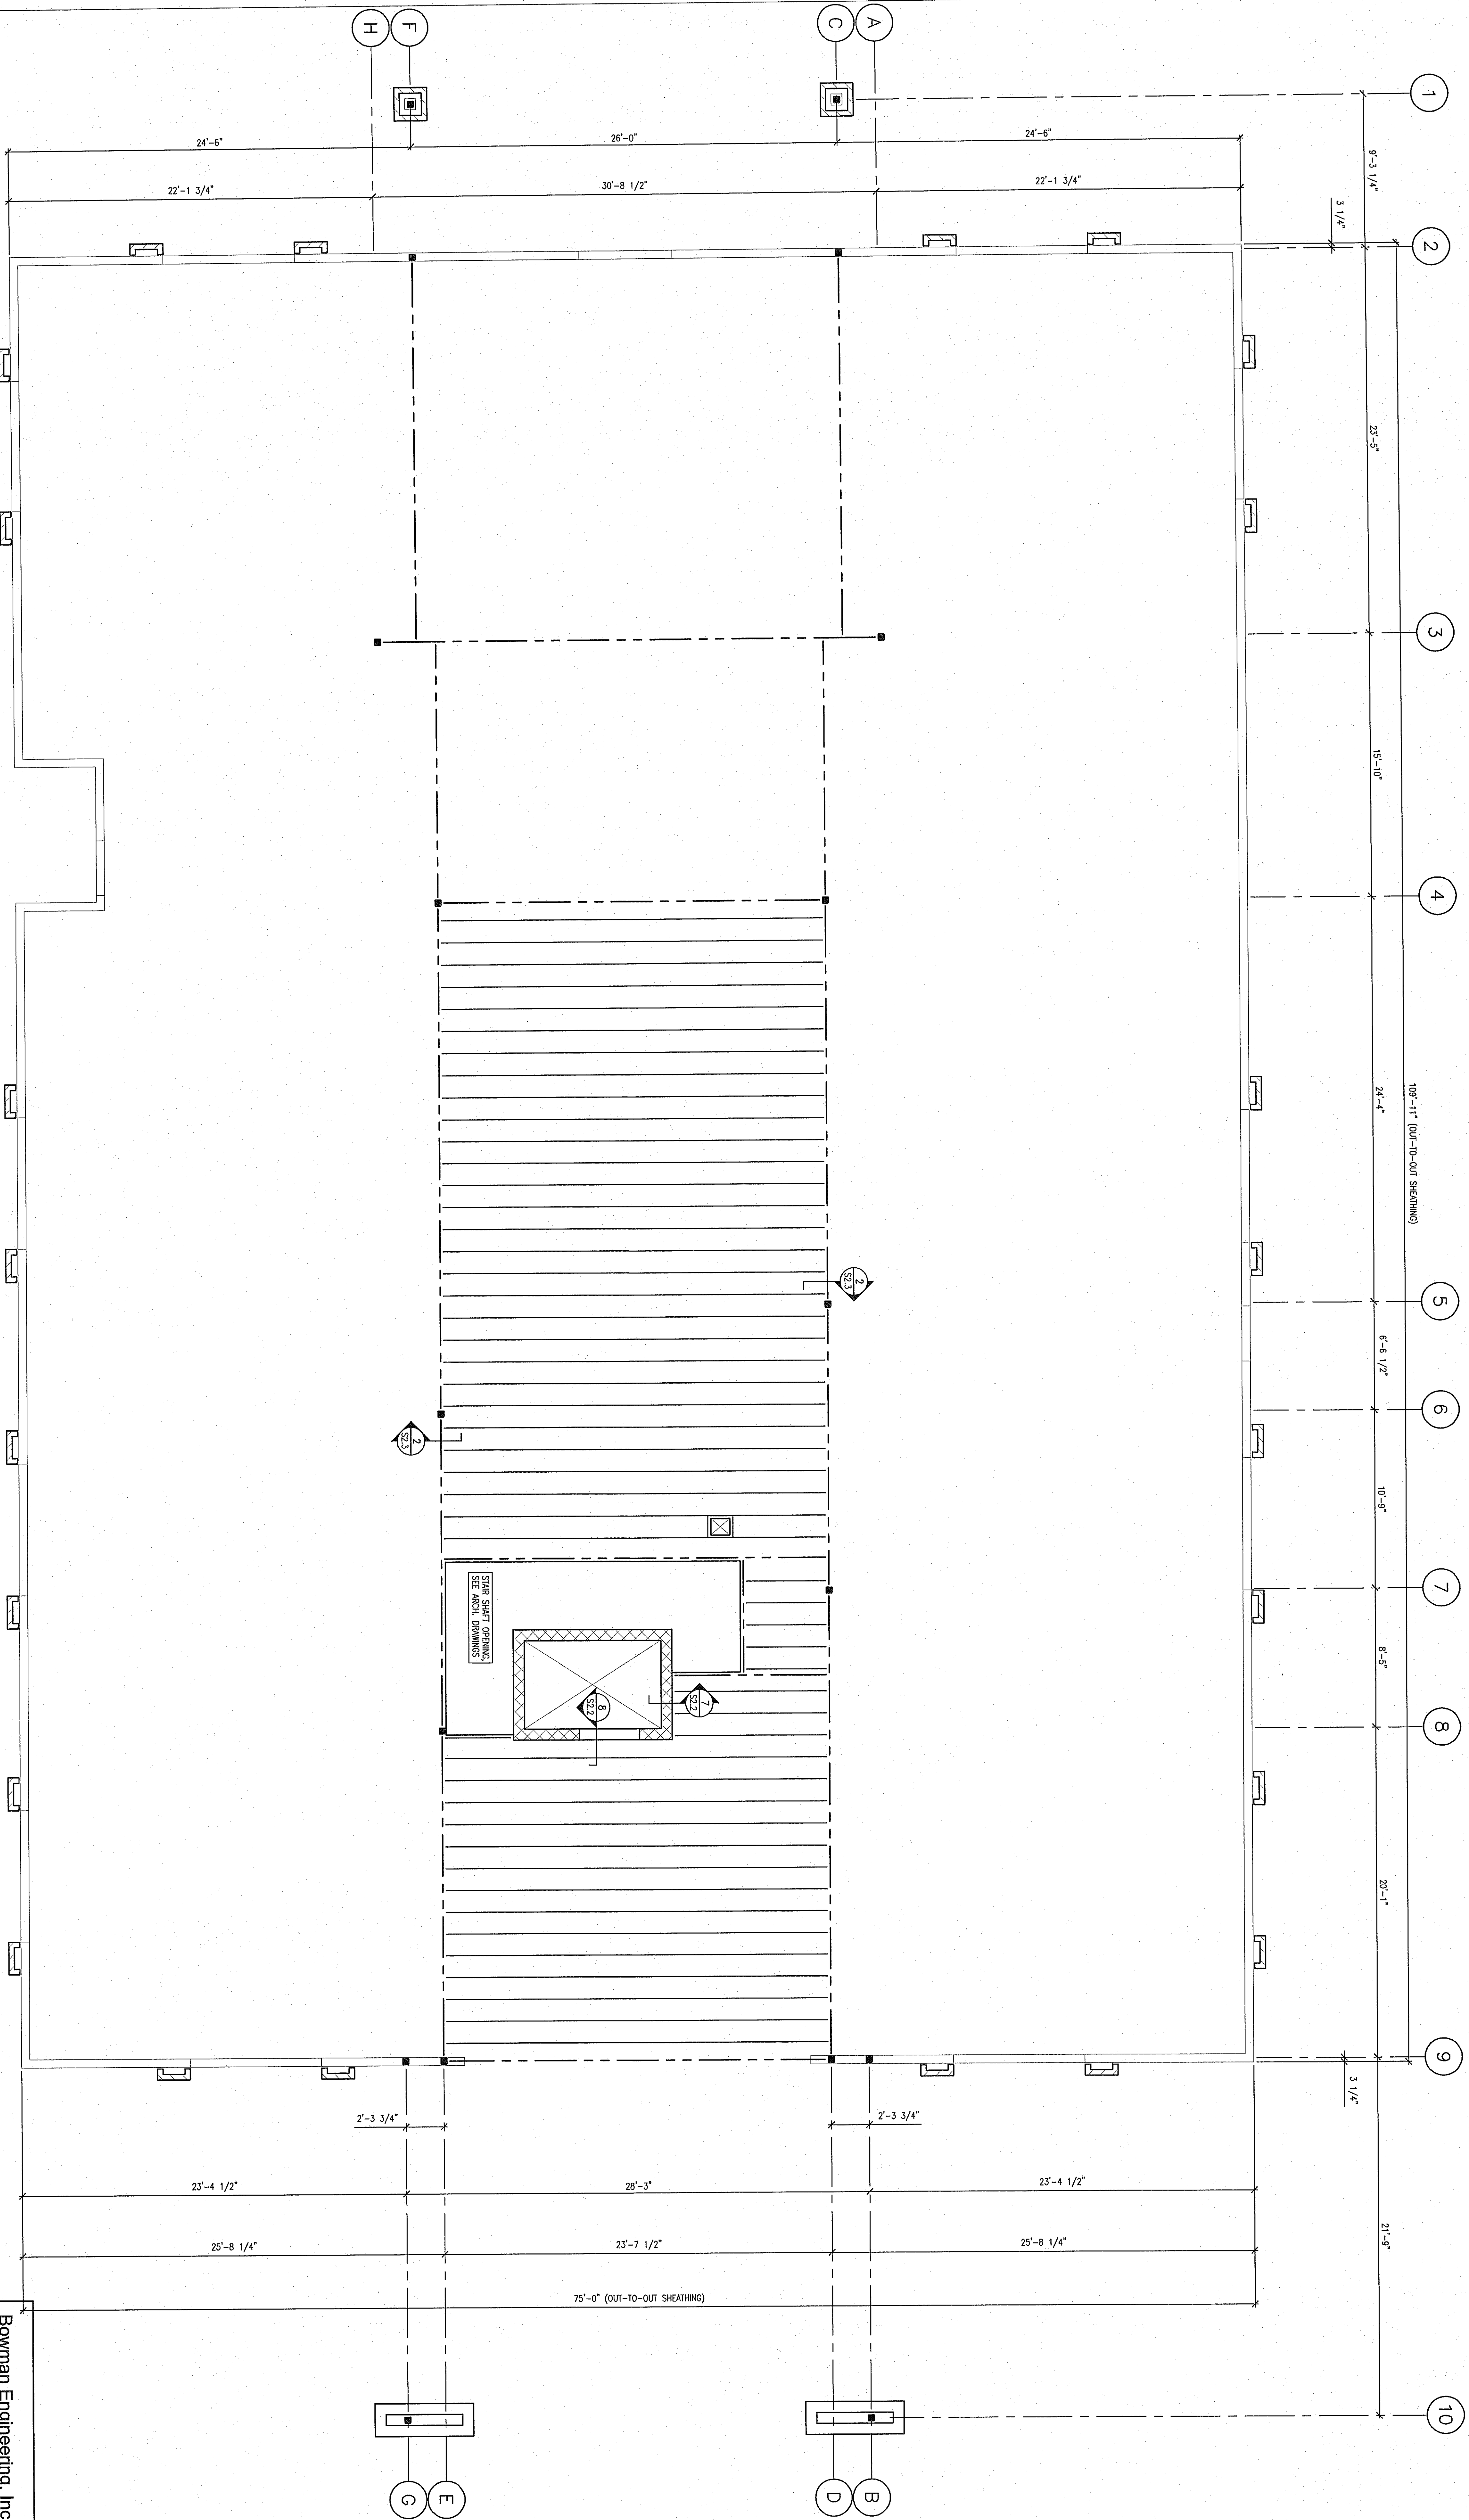 H
F
C
A
1
24'-6"
26'-0"
24'-6"
9'-3 1/4"
22'-1 3/4"
30'-8 1/2"
22'-1 3/4"
3 1/4"
2
23'-5"
3
15'-10"
4
24'-4"
109'-11" (OUT-TO-OUT SHEATHING)
2
S2.3
5
6'-6 1/2"
6
2
S2.3
10'-9"
7
STAIR SHAFT OPENING,
SEE ARCH. DRAWINGS
8'-5"
7
S2.2
8
S2.2
8
20'-1"
9
3 1/4"
2'-3 3/4"
2'-3 3/4"
23'-4 1/2"
28'-3"
23'-4 1/2"
25'-8 1/4"
23'-7 1/2"
25'-8 1/4"
21'-9"
75'-0" (OUT-TO-OUT SHEATHING)
10
G
E
D
B
Bowman Engineering, Inc